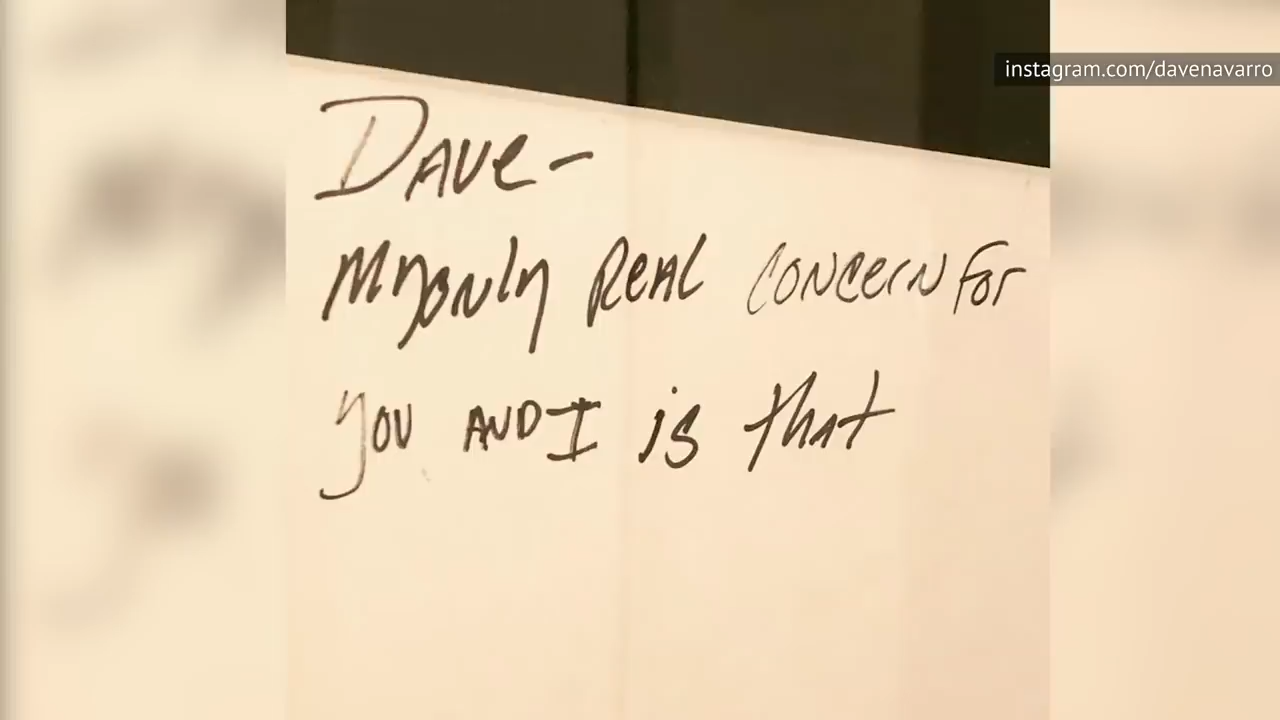 instagram.com/davenavarro
Dave-
My only Real concern for
you AND I is that